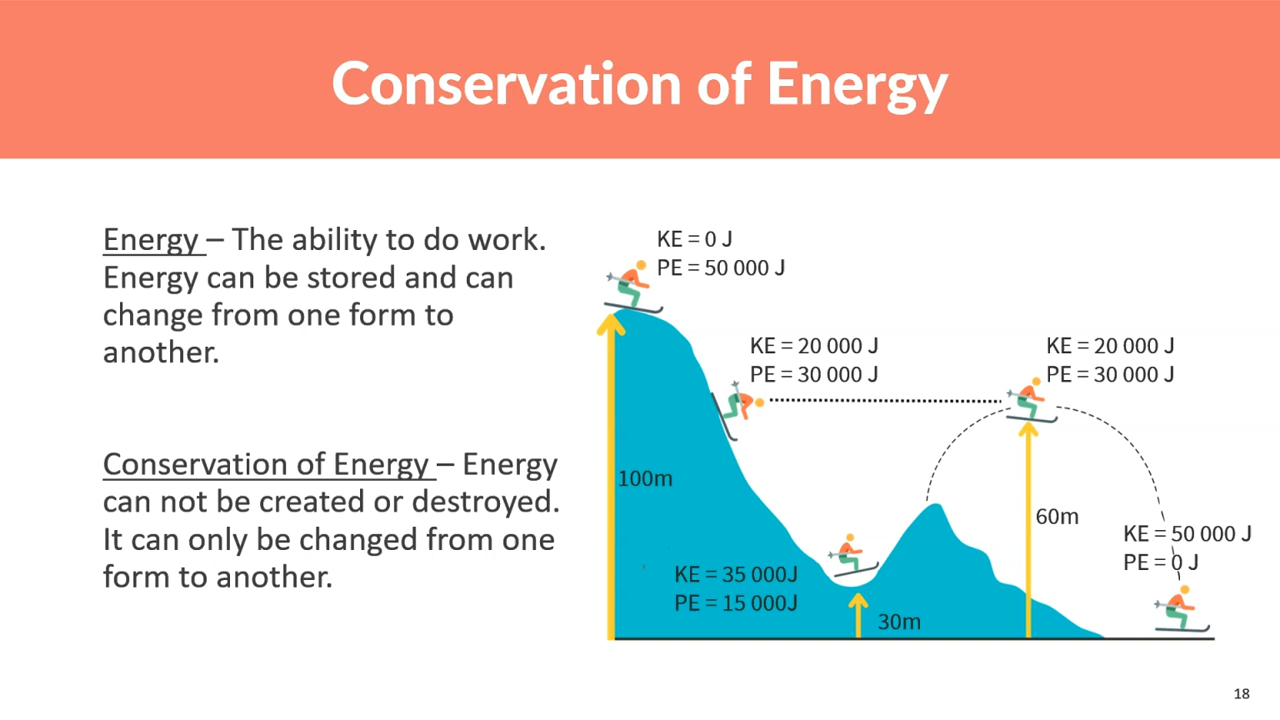 Conservation of Energy
Energy – The ability to do work.
Energy can be stored and can
change from one form to
another.
Conservation of Energy – Energy
can not be created or destroyed.
It can only be changed from one
form to another.
KE = 0 J
PE = 50 000 J
KE = 20 000 J
PE = 30 000 J
KE = 20 000 J
PE = 30 000 J
100m
60m
KE = 50 000 J
PE = 0 J
KE = 35 000J
PE = 15 000J
30m
18